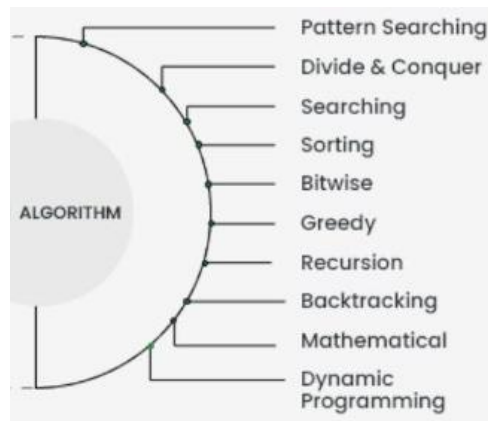 Pattern Searching
Divide & Conquer
Searching
Sorting
Bitwise
ALGORITHM
Greedy
Recursion
Backtracking
Mathematical
Dynamic
Programming